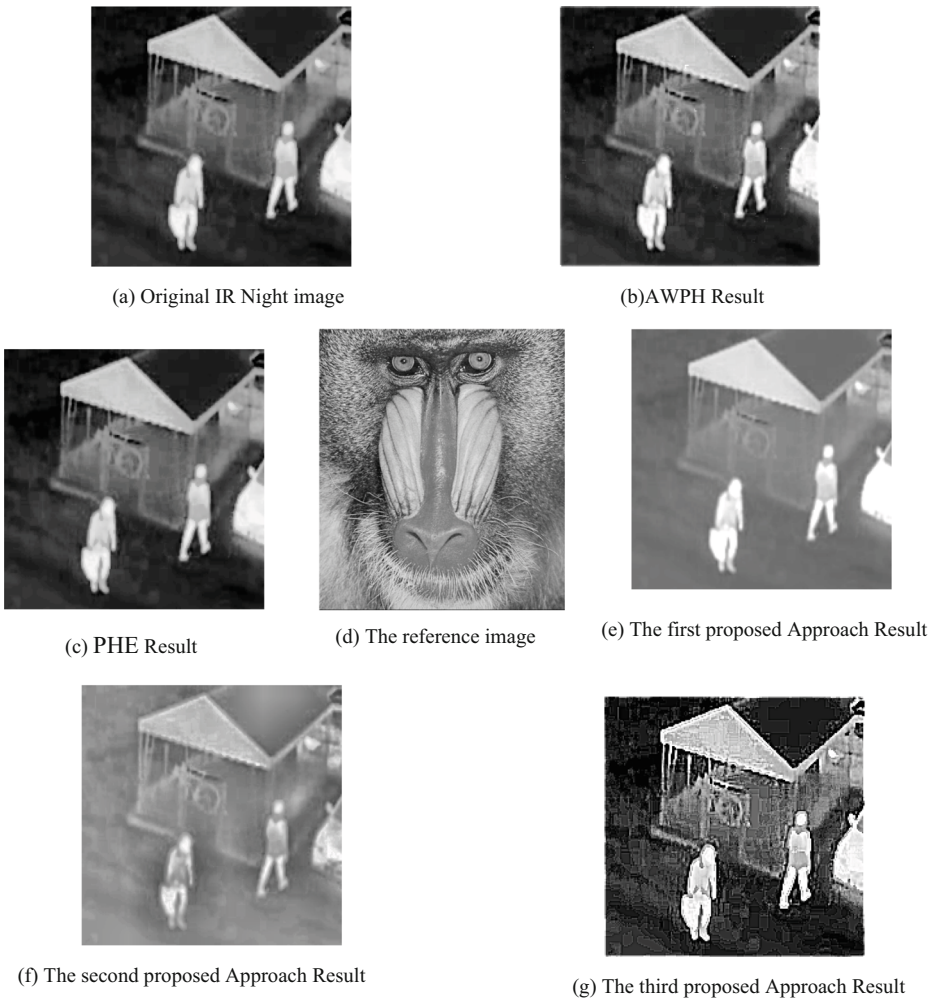 (a) Original IR Night image
(b)AWPH Result
(c) PHE Result
(d) The reference image
(e) The first proposed Approach Result
(f) The second proposed Approach Result
(g) The third proposed Approach Result